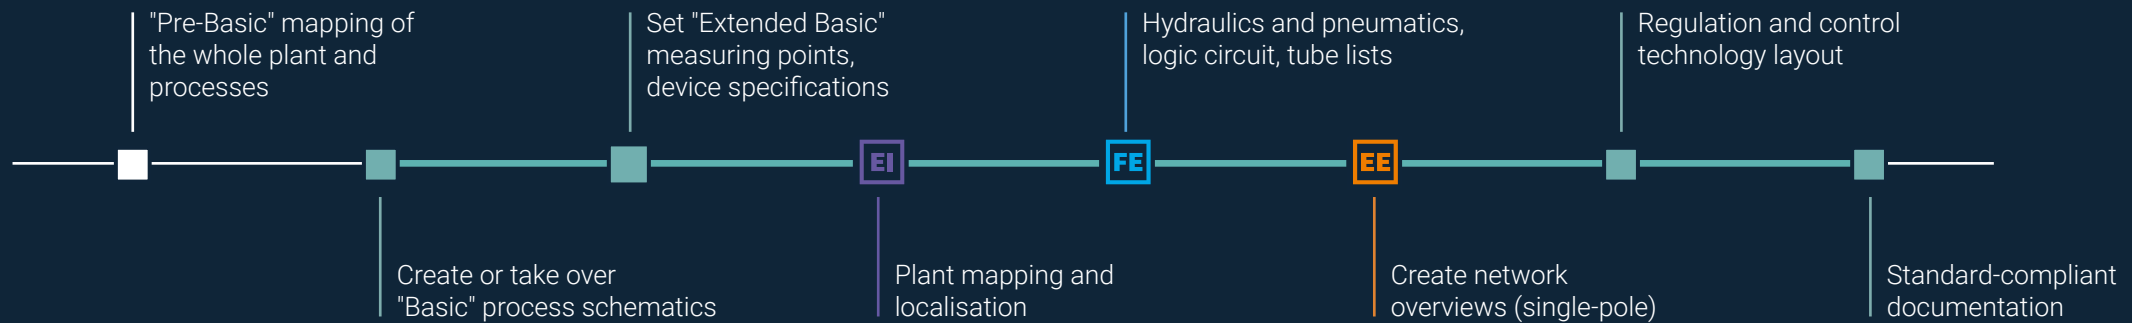 "Pre-Basic" mapping of
the whole plant and
processes
Set "Extended Basic"
measuring points,
device specifications
Hydraulics and pneumatics,
logic circuit, tube lists
Regulation and control
technology layout
EI
FE
EE
Create or take over
"Basic" process schematics
Plant mapping and
localisation
Create network
overviews (single-pole)
Standard-compliant
documentation